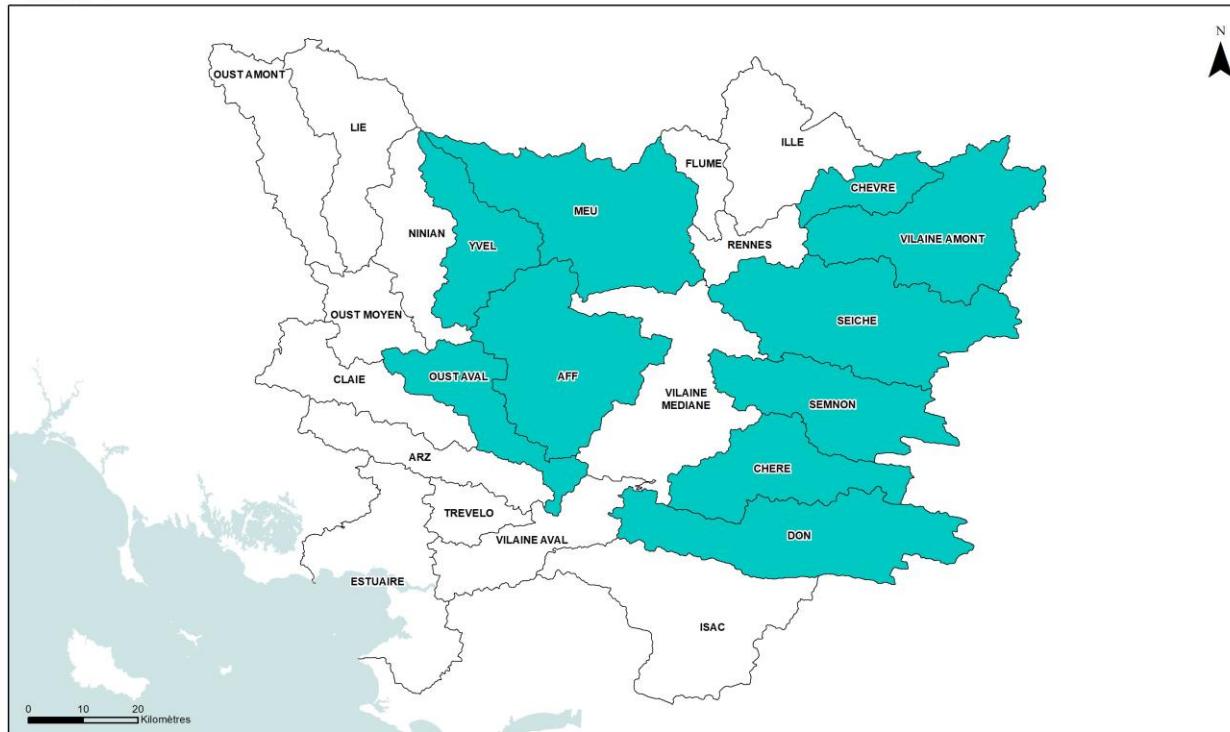 N
OUST AMONT
LIE
ILLE
FLUME
CHEVRE
MEU
NINIAN
YVEL
RENNES
VILAINE AMONT
OUST MOYEN
SEICHE
CLAIE
OUST AVAL
AFF
VILAINE
MEDIANE
SEMNON
ARZ
CHERE
TREVELO
VILAINE AVAL
DON
ESTUAIRE
ISAC
0 10 20
Kilomètres